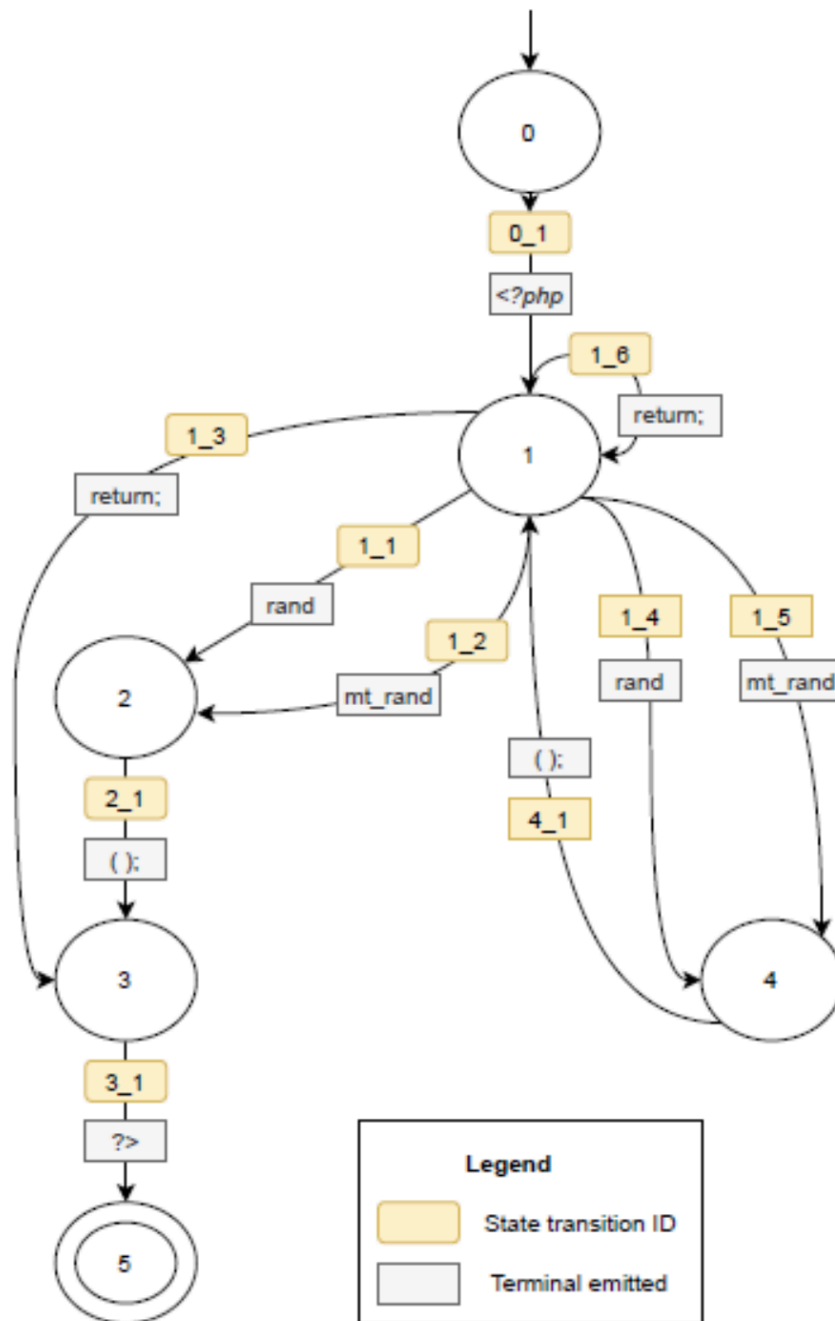 0
0_1
<?php
1_6
return;
1_3
1
return;
1_1
rand
1_2
1_4
1_5
2
mt_rand
rand
mt_rand
( );
2_1
4_1
( );
3
4
3_1
?>
Legend
State transition ID
5
Terminal emitted